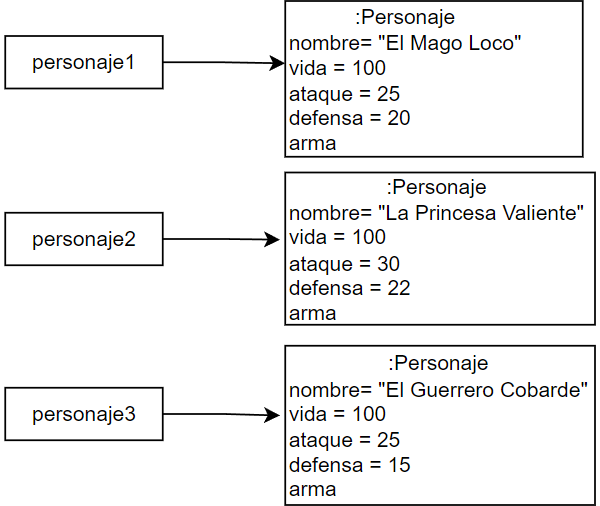 personaje1
:Personaje
nombre= "El Mago Loco"
vida = 100
ataque = 25
defensa = 20
arma
personaje2
:Personaje
nombre= "La Princesa Valiente"
vida = 100
ataque = 30
defensa = 22
arma
personaje3
:Personaje
nombre= "El Guerrero Cobarde"
vida = 100
ataque = 25
defensa = 15
arma